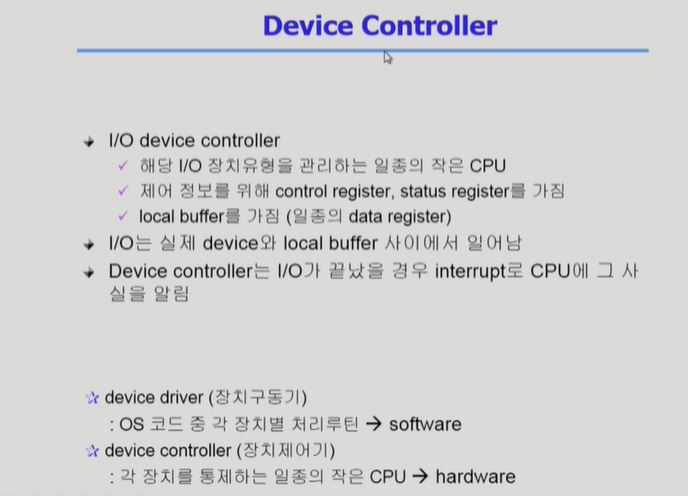 Device Controller
I/O device controller
해당 I/O 장치유형을 관리하는 일종의 작은 CPU
제어 정보를 위해 control register, status register를 가짐
local buffer를 가짐 (일종의 data register)
I/O는 실제 device와 local buffer 사이에서 일어남
Device controller는 I/O가 끝났을 경우 interrupt로 CPU에 그 사
실을 알림
device driver (장치구동기)
: OS 코드 중 각 장치별 처리루틴 → software
device controller (장치제어기)
: 각 장치를 통제하는 일종의 작은 CPU → hardware